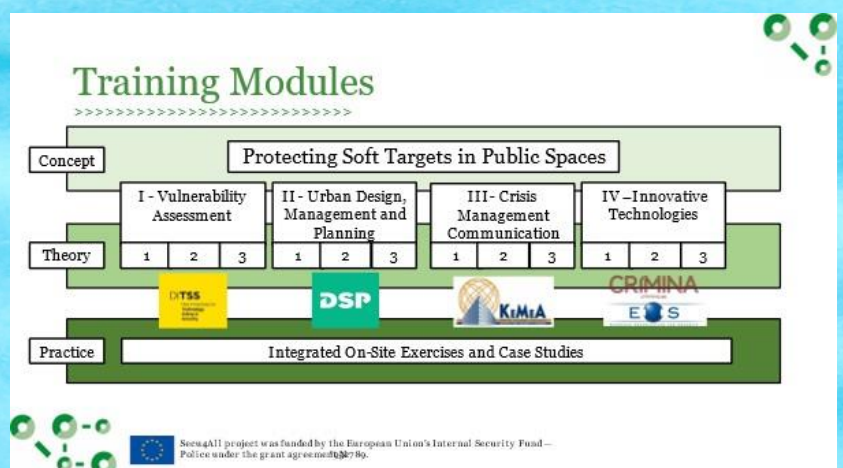 Training Modules
>>>>>>>>>>>>>>>>>>>>>>>>>>>
Concept
Protecting Soft Targets in Public Spaces
I - Vulnerability
Assessment
II - Urban Design,
Management and
Planning
III- Crisis
Management
Communication
IV –Innovative
Technologies
Theory
1 2 3
1 2 3
1 2 3
1 2 3
DITSS
DSP
KEMEA
CRIMINA
E S
Practice
Integrated On-Site Exercises and Case Studies
Secu4All project was funded by the European Union's Internal Security Fund —
Police under the grant agreement